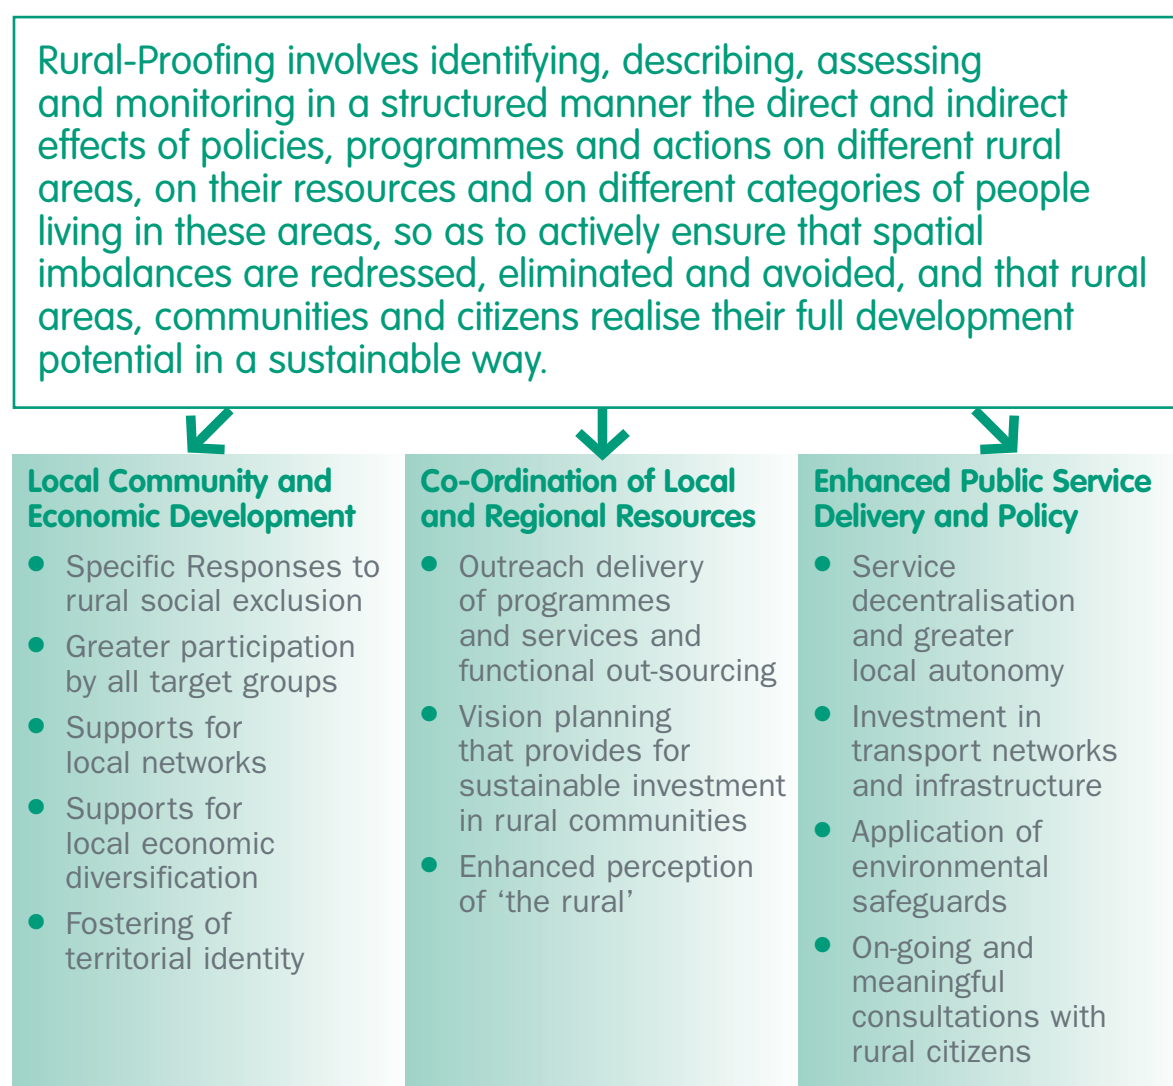 Rural-Proofing involves identifying, describing, assessing
and monitoring in a structured manner the direct and indirect
effects of policies, programmes and actions on different rural
areas, on their resources and on different categories of people
living in these areas, so as to actively ensure that spatial
imbalances are redressed, eliminated and avoided, and that rural
areas, communities and citizens realise their full development
potential in a sustainable way.
Local Community and
Economic Development
• Specific Responses to
rural social exclusion
• Greater participation
by all target groups
• Supports for
local networks
• Supports for
local economic
diversification
• Fostering of
territorial identity
Co-Ordination of Local
and Regional Resources
• Outreach delivery
of programmes
and services and
functional out-sourcing
• Vision planning
that provides for
sustainable investment
in rural communities
• Enhanced perception
of ‘the rural’
Enhanced Public Service
Delivery and Policy
• Service
decentralisation
and greater
local autonomy
• Investment in
transport networks
and infrastructure
• Application of
environmental
safeguards
• On-going and
meaningful
consultations with
rural citizens